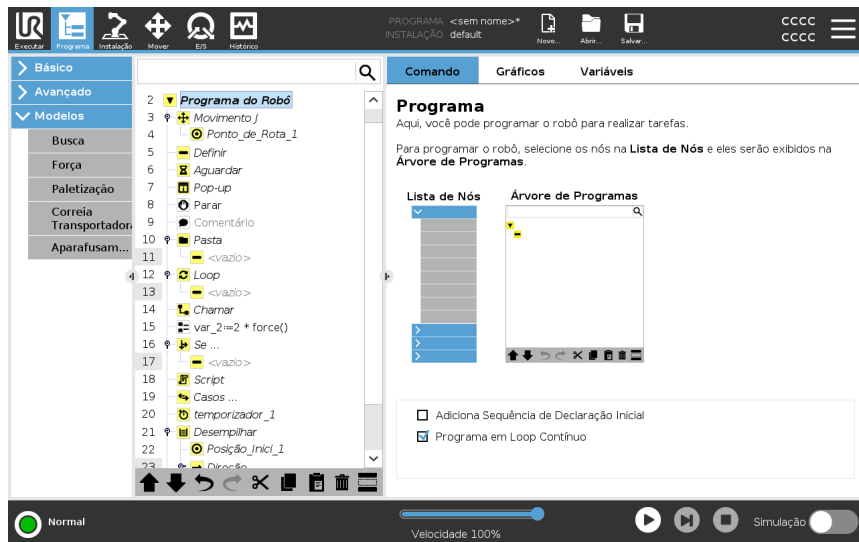 UR
Executar Programa Instalação Mover E/S Histórico
PROGRAMA <sem nome>*
INSTALAÇÃO default
Novo... Abrir... Salvar...
CCCC
CCCC
Básico
Avançado
Modelos
Busca
Força
Paletização
Correia
Transportador
Aparafusam...
2 Programa do Robô
3 Movimento J
4 Ponto_de_Rota_1
5 Definir
6 Aguardar
7 Pop-up
8 Parar
9 Comentário
10 Pasta
11 <vazio>
12 Loop
13 <vazio>
14 Chamar
15 var_2:=2 * force()
16 Se ...
17 <vazio>
18 Script
19 Casos ...
20 temporizador_1
21 Desempilhar
22 Posição_Inici_1
23 Direção
Comando Gráficos Variáveis
Programa
Aqui, você pode programar o robô para realizar tarefas.
Para programar o robô, selecione os nós na Lista de Nós e eles serão exibidos na
Árvore de Programas.
Lista de Nós Árvore de Programas
Adiciona Sequência de Declaração Inicial
Programa em Loop Contínuo
Normal
Velocidade 100%
Simulação